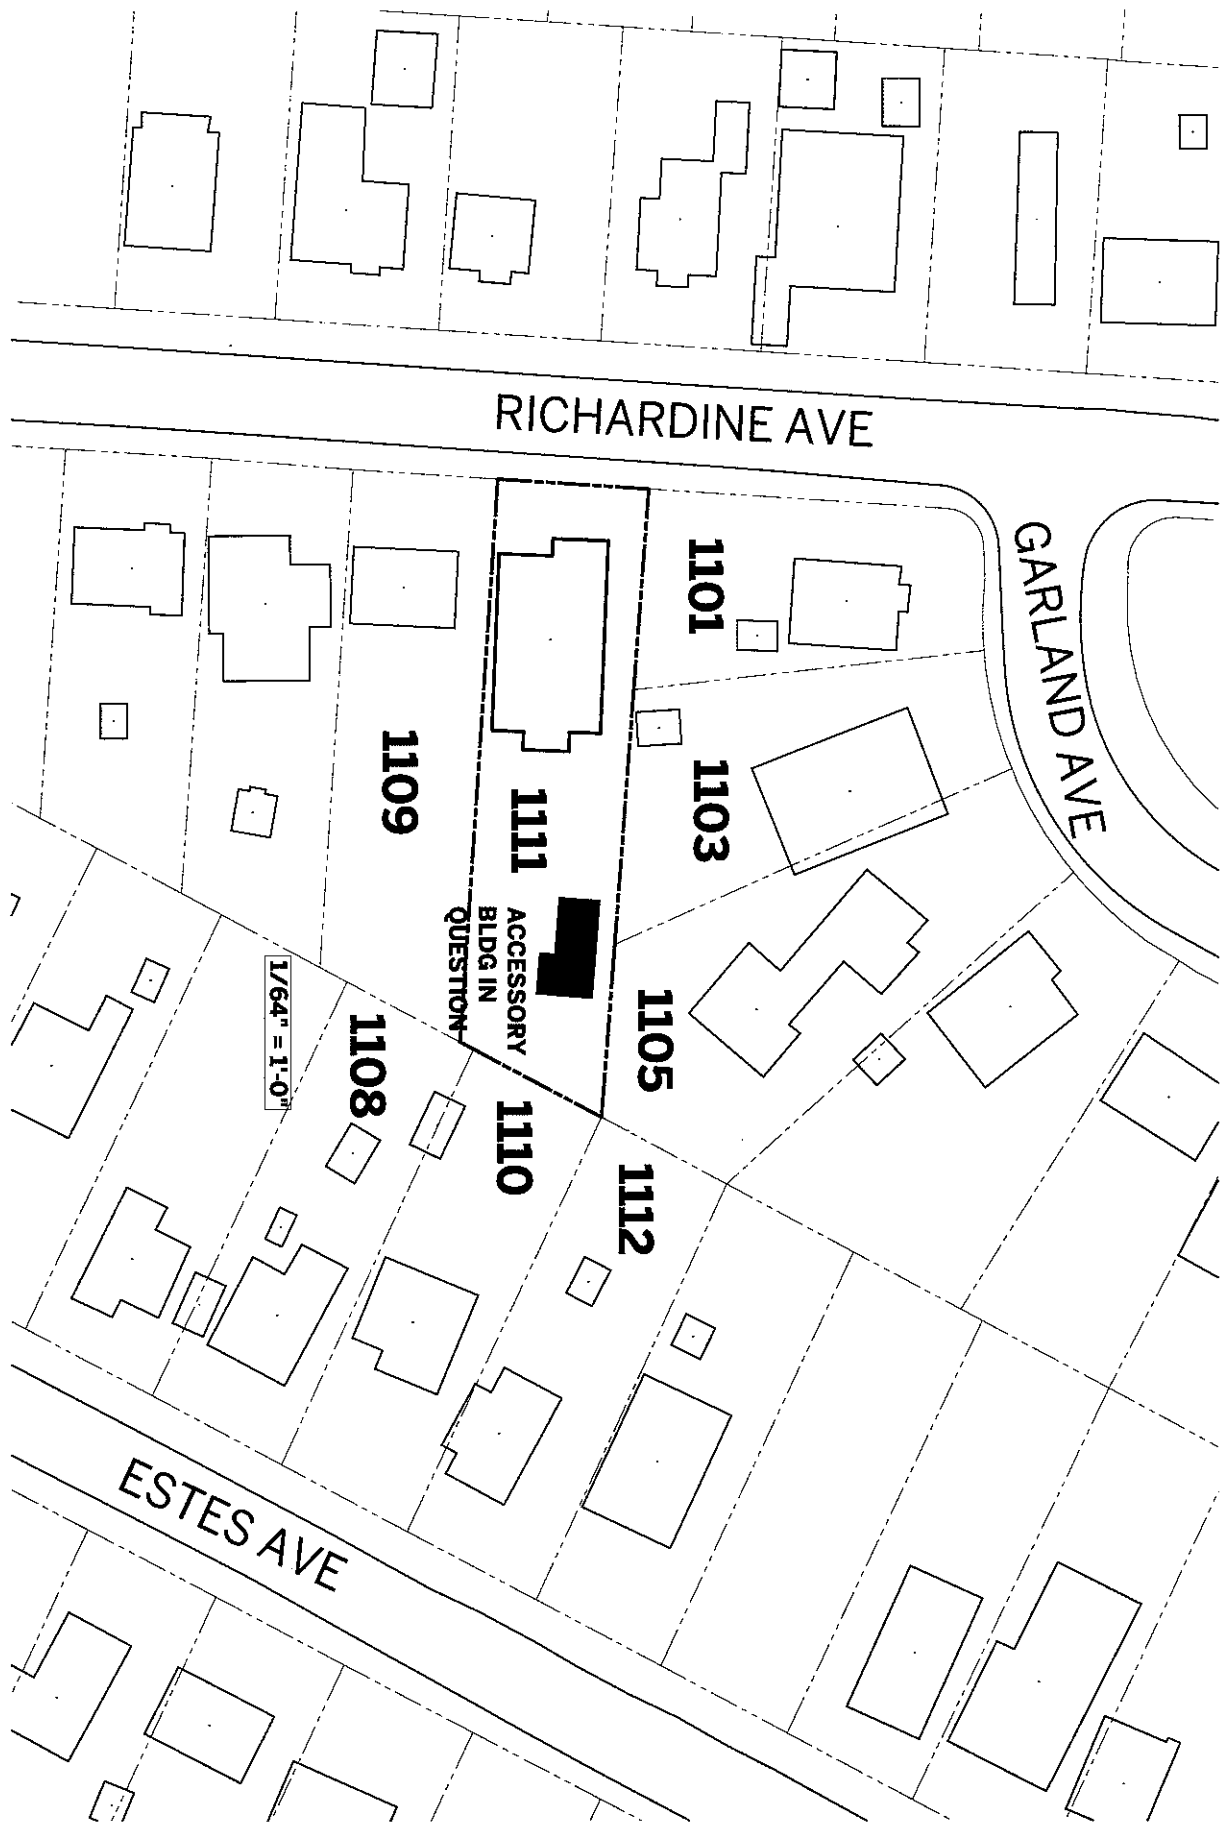 RICHARDINE AVE
GARLAND AVE
1101
1103
1109
1111
ACCESSORY
BLDG IN
QUESTION
1105
1/64" = 1'-0"
1108
1110
1112
ESTES AVE